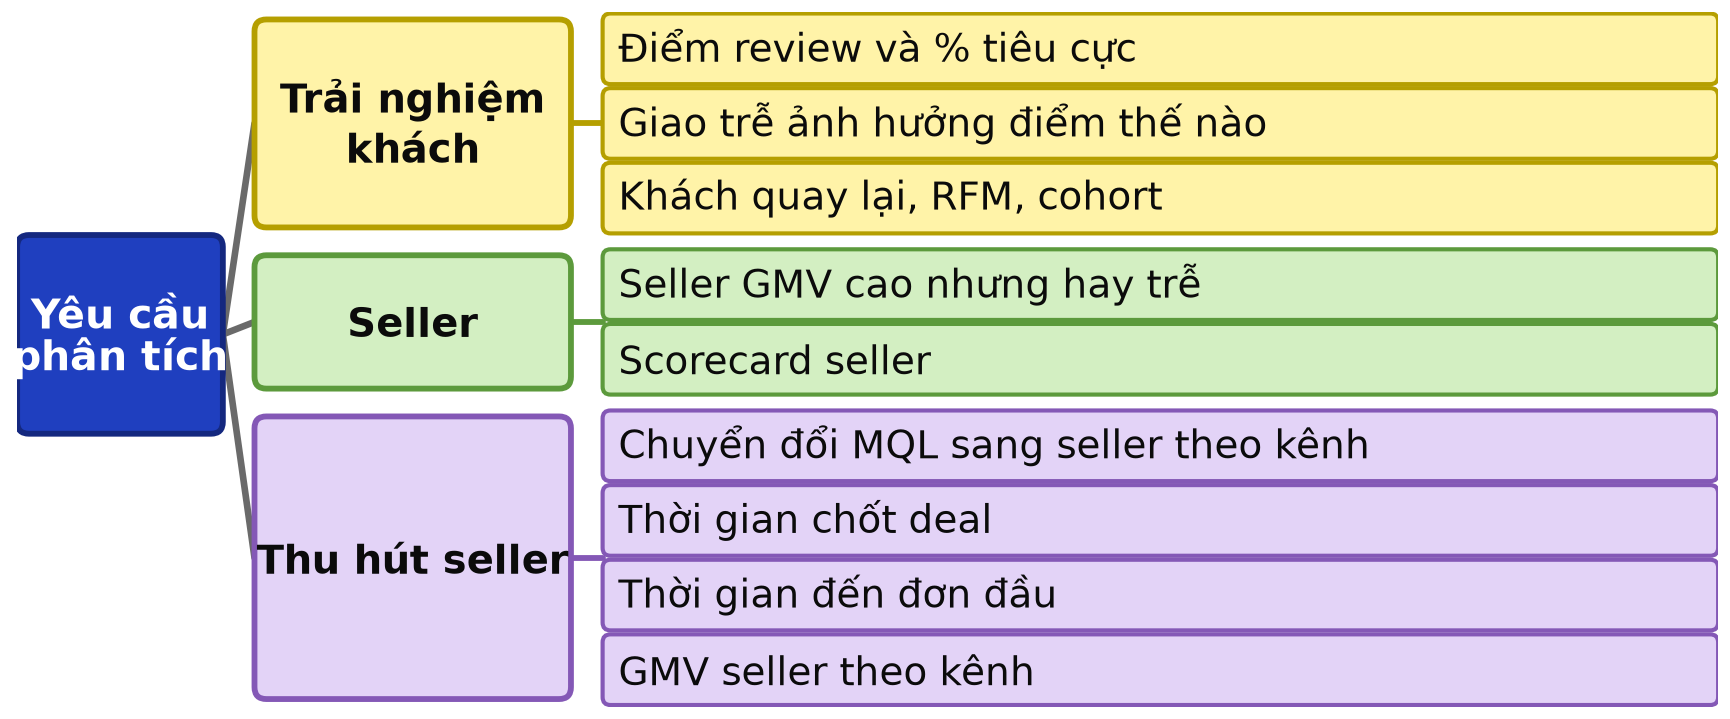 Yêu cầu
phân tích
Trải nghiệm
khách
Điểm review và % tiêu cực
Giao trễ ảnh hưởng điểm thế nào
Khách quay lại, RFM, cohort
Seller
Seller GMV cao nhưng hay trễ
Scorecard seller
Thu hút seller
Chuyển đổi MQL sang seller theo kênh
Thời gian chốt deal
Thời gian đến đơn đầu
GMV seller theo kênh